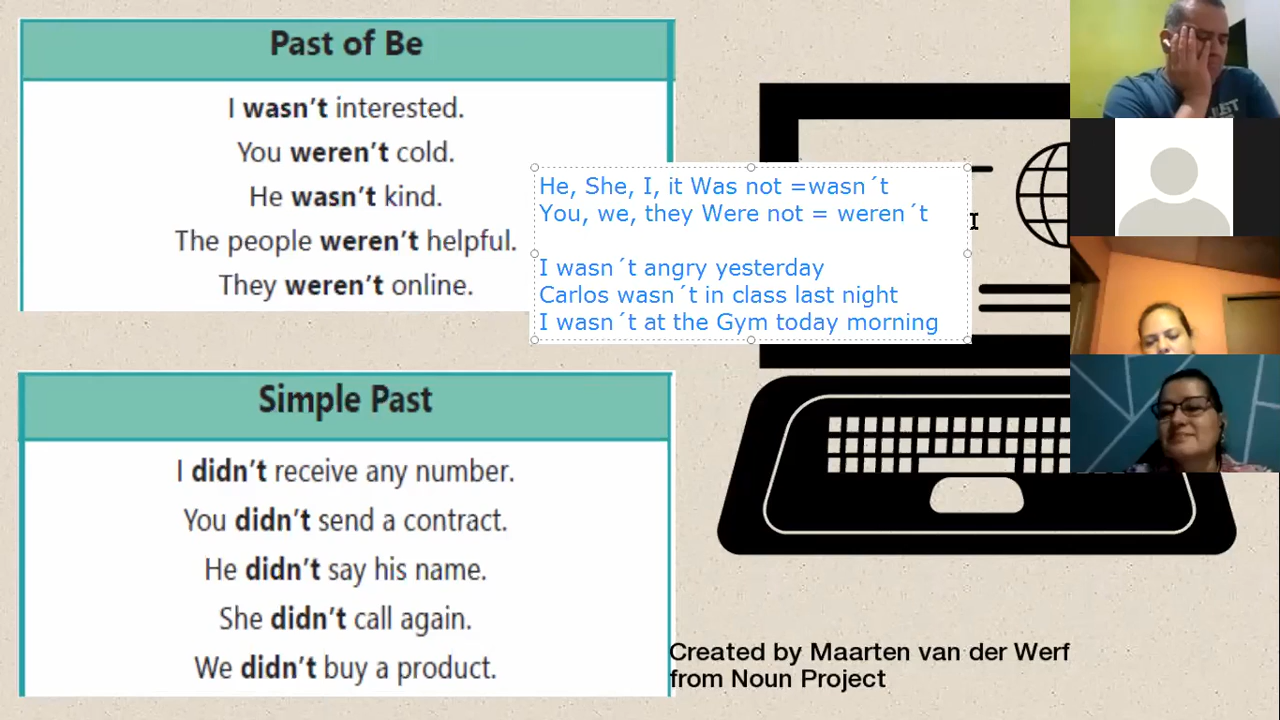 Past of Be
I wasn't interested.
You weren't cold.
He wasn't kind.
The people weren't helpful.
They weren't online.
He, She, I, it Was not =wasn´t
You, we, they Were not = weren´t
I wasn´t angry yesterday
Carlos wasn´t in class last night
I wasn´t at the Gym today morning
Simple Past
I didn't receive any number.
You didn't send a contract.
He didn't say his name.
She didn't call again.
We didn't buy a product.
Created by Maarten van der Werf
from Noun Project